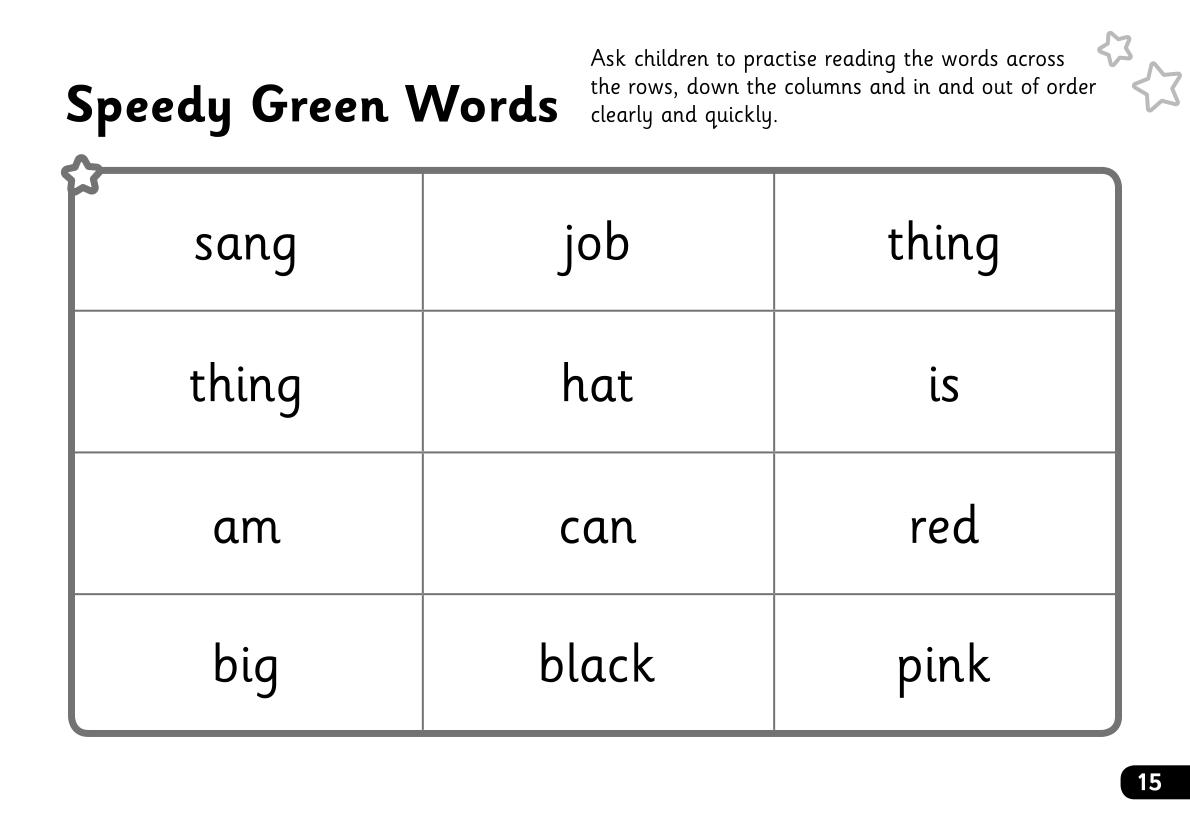 Speedy Green Words
Ask children to practise reading the words across
the rows, down the columns and in and out of order
clearly and quickly.
sang job thing
thing hat is
am can red
big black pink
15